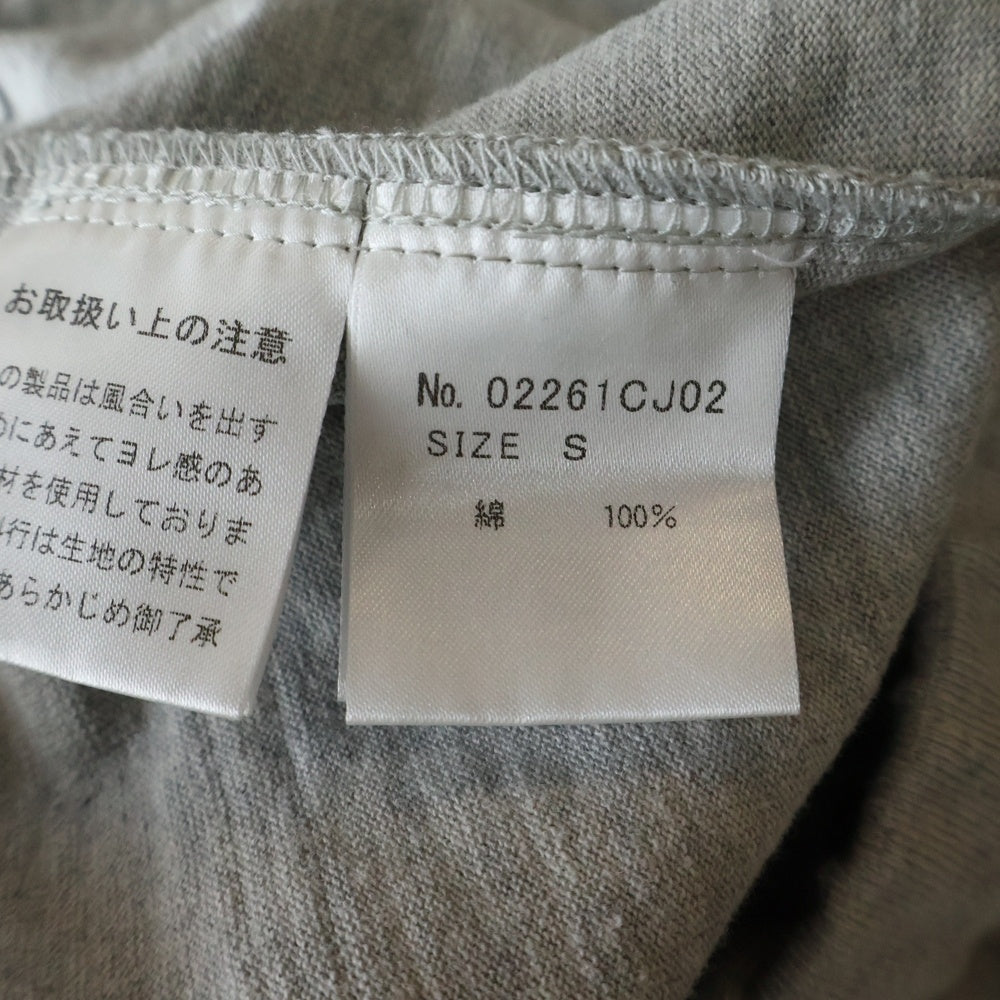 お取扱い上の注意
の製品は風合いを出す
めにあえてヨレ感のあ
材を使用しておりま
行は生地の特性で
あらかじめ御了承
No. 02261CJ02
SIZE S
綿 100%